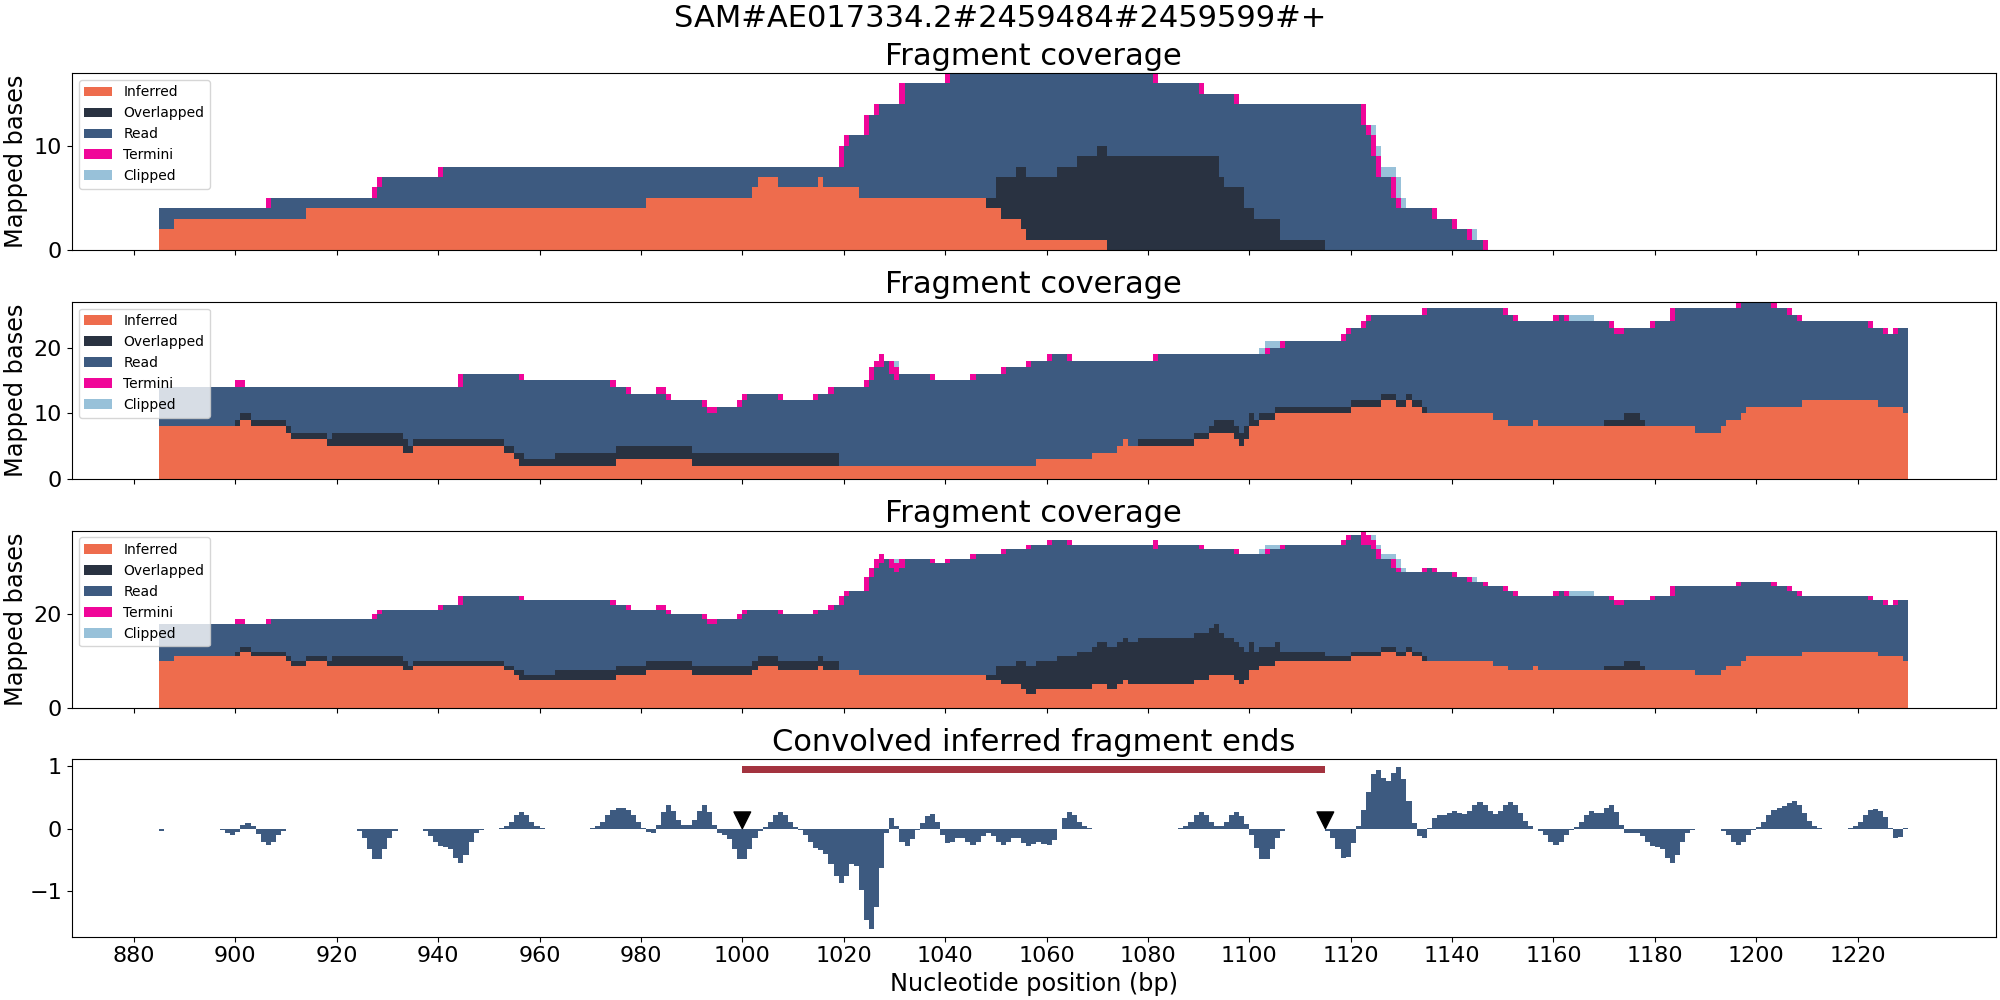 SAM#AE017334.2#2459484#2459599#+
Fragment coverage
Mapped bases
10
0
Inferred
Overlapped
Read
Termini
Clipped
Fragment coverage
Mapped bases
20
10
0
Inferred
Overlapped
Read
Termini
Clipped
Fragment coverage
Mapped bases
20
0
Inferred
Overlapped
Read
Termini
Clipped
Convolved inferred fragment ends
1
0
−1
880 900 920 940 960 980 1000 1020 1040 1060 1080 1100 1120 1140 1160 1180 1200 1220
Nucleotide position (bp)